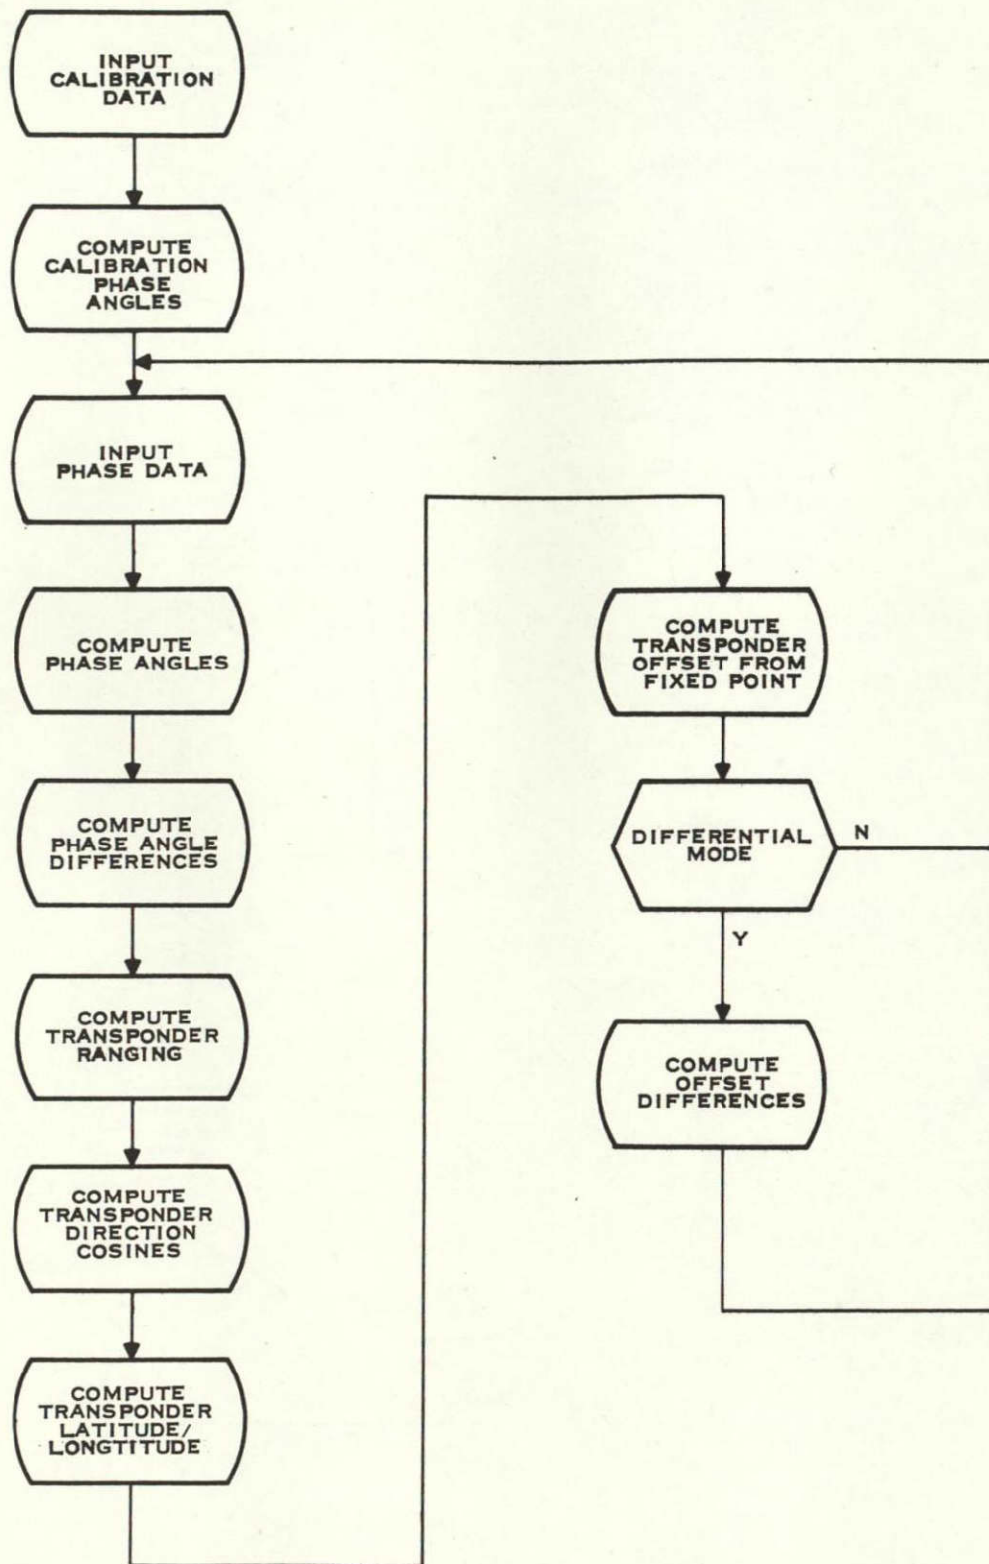 INPUT
CALIBRATION
DATA
COMPUTE
CALIBRATION
PHASE
ANGLES
INPUT
PHASE DATA
COMPUTE
PHASE ANGLES
COMPUTE
PHASE ANGLE
DIFFERENCES
COMPUTE
TRANSPONDER
RANGING
COMPUTE
TRANSPONDER
DIRECTION
COSINES
COMPUTE
TRANSPONDER
LATITUDE/
LONGTITUDE
COMPUTE
TRANSPONDER
OFFSET FROM
FIXED POINT
DIFFERENTIAL
MODE
N
Y
COMPUTE
OFFSET
DIFFERENCES